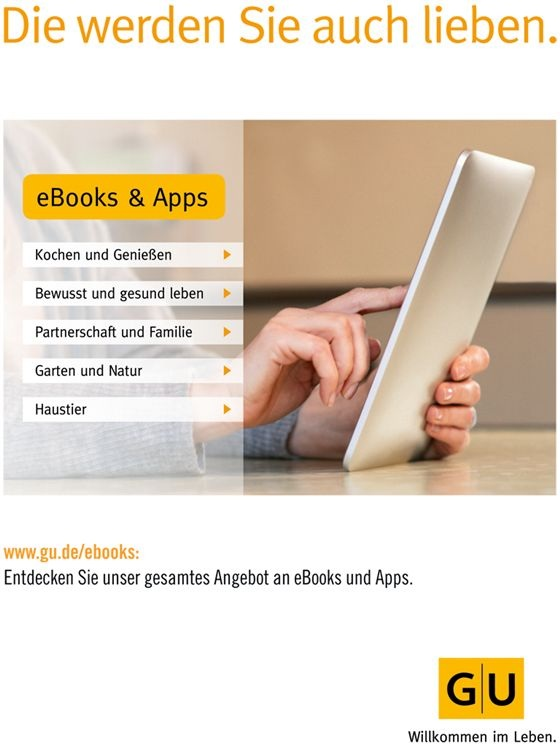 Die werden Sie auch lieben.
eBooks & Apps
Kochen und Genießen
Bewusst und gesund leben
Partnerschaft und Familie
Garten und Natur
Haustier
www.gu.de/ebooks:
Entdecken Sie unser gesamtes Angebot an eBooks und Apps.
G|U
Willkommen im Leben.